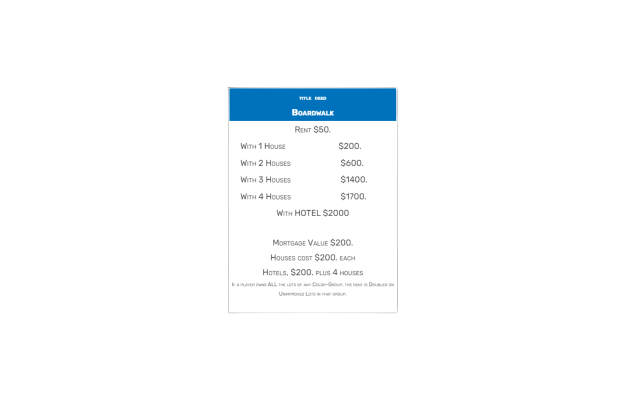 TITLE DEED
BOARDWALK
RENT $50.
WITH 1 HOUSE $200.
WITH 2 HOUSES $600.
WITH 3 HOUSES $1400.
WITH 4 HOUSES $1700.
WITH HOTEL $2000
MORTGAGE VALUE $200.
HOUSES COST $200. EACH
HOTELS, $200. PLUS 4 HOUSES
IF A PLAYER OWNS ALL THE LOTS OF ANY COLOR-GROUP, THE RENT IS DOUBLED ON
UNIMPROVED LOTS IN THAT GROUP.